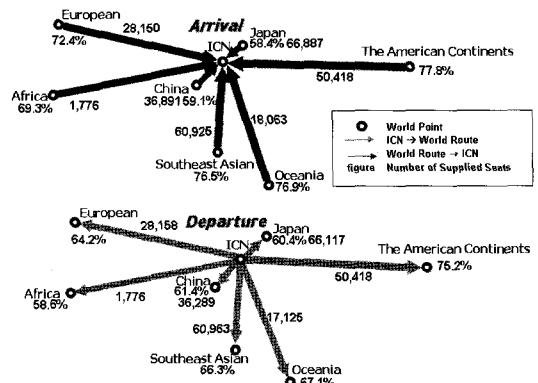 European
28,150
Arrival
Japan
ICN
58.4% 66,887
72.4%
The American Continents
50,418
77.8%
China
36,891 59.1%
Africa
1,776
69.3%
60,925
18,063
Southeast Asian
76.5%
Oceania
76.9%
World Point
ICN → World Route
World Route → ICN
figure Number of Supplied Seats
European
28,158
Departure
64.2%
Japan
ICN
60.4% 66,117
The American Continents
50,418
75.2%
China
61.4%
36,289
Africa
1,776
58.6%
60,963
17,125
Southeast Asian
66.3%
Oceania
67.1%